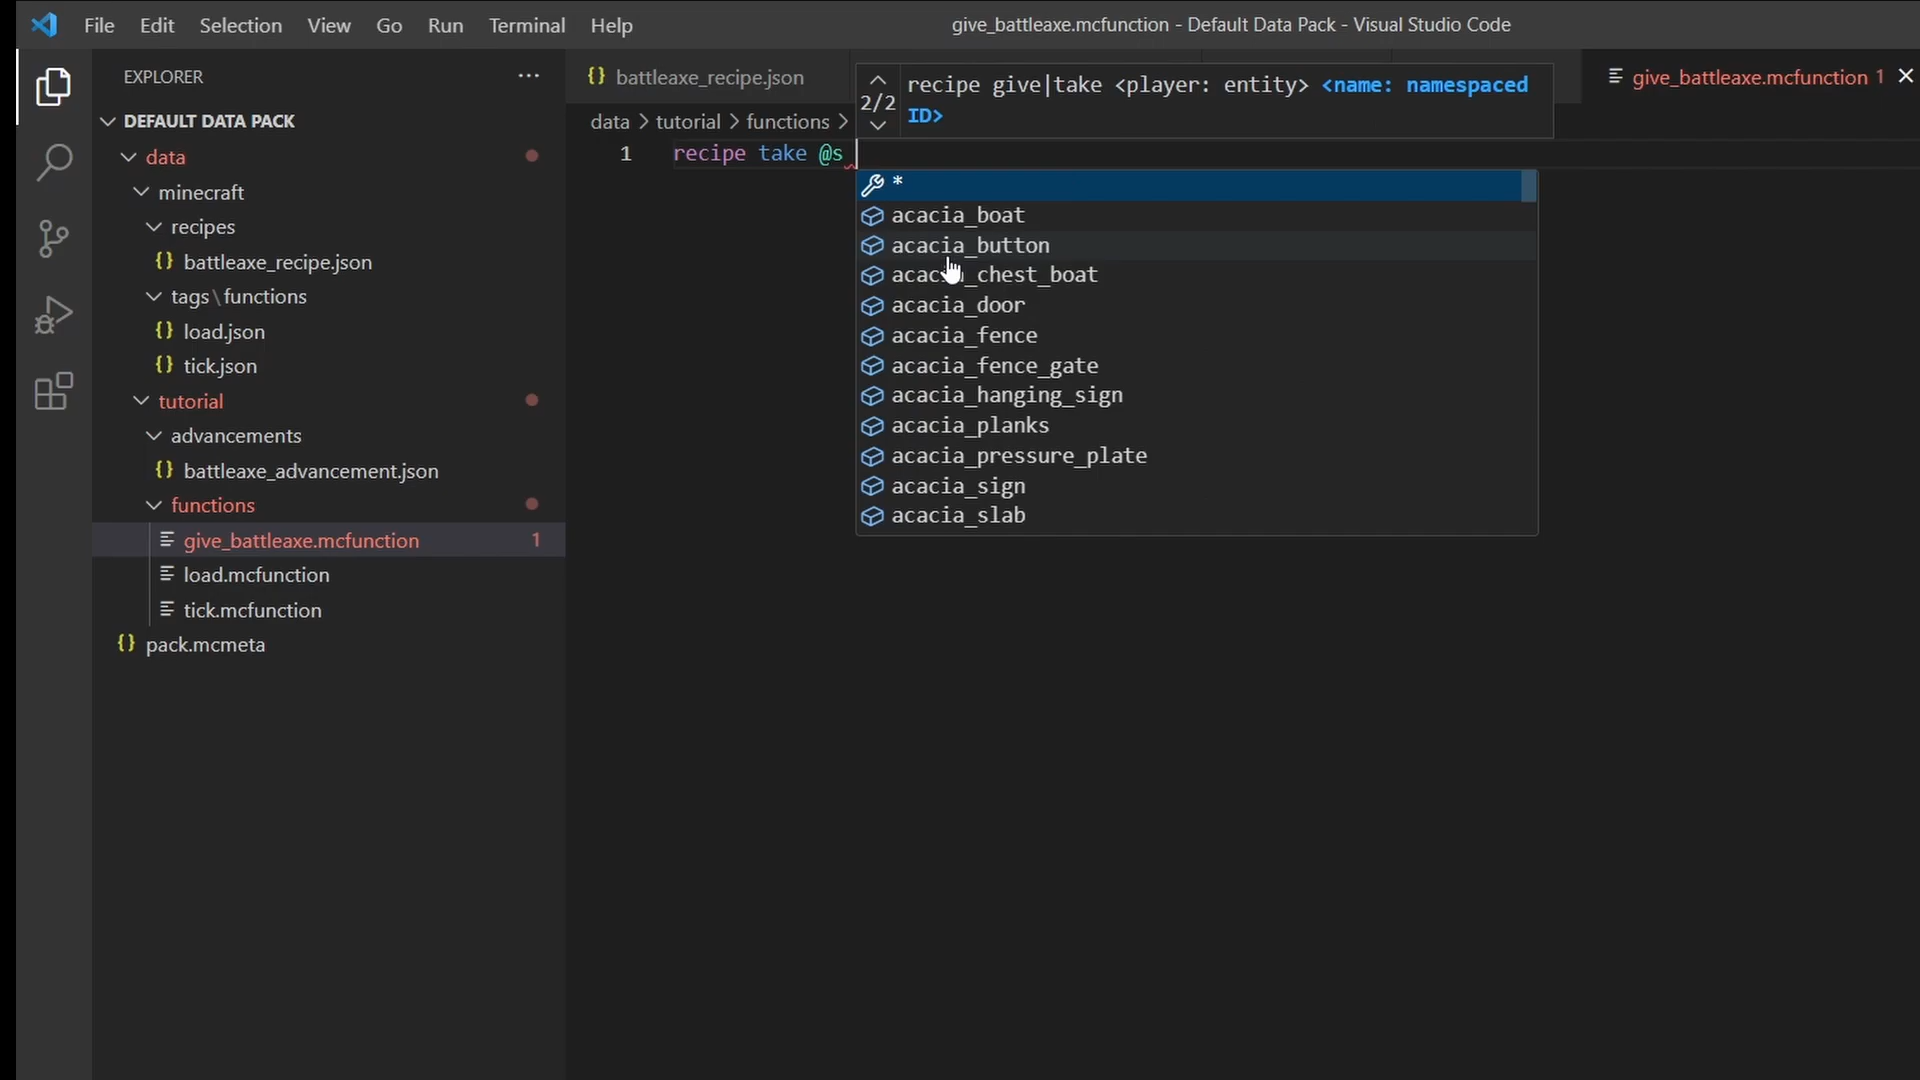 File Edit Selection View Go Run Terminal Help
give_battleaxe.mcfunction - Default Data Pack - Visual Studio Code
EXPLORER ...
DEFAULT DATA PACK
data
minecraft
recipes
battleaxe_recipe.json
tags\functions
load.json
tick.json
tutorial
advancements
battleaxe_advancement.json
functions
give_battleaxe.mcfunction 1
load.mcfunction
tick.mcfunction
pack.mcmeta
battleaxe_recipe.json
give_battleaxe.mcfunction 1
data > tutorial > functions >
2/2
recipe give|take <player: entity> <name: namespaced
ID>
1 recipe take @s
*
acacia_boat
acacia_button
acacia_chest_boat
acacia_door
acacia_fence
acacia_fence_gate
acacia_hanging_sign
acacia_planks
acacia_pressure_plate
acacia_sign
acacia_slab